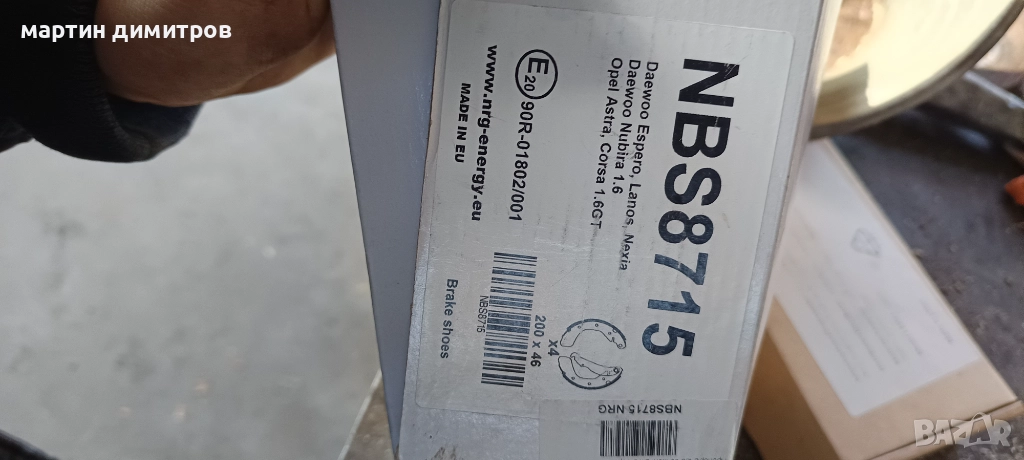 мартин димитров
NBS8715
Daewoo Espero, Lanos, Nexia
Daewoo Nubira 1.6
Opel Astra, Corsa 1.6GT
E20 90R-01802/001
www.nrg-energy.eu
MADE IN EU
x4
200 x 46
NBS8715
Brake shoes
NBS8715 NRG
BAZAR